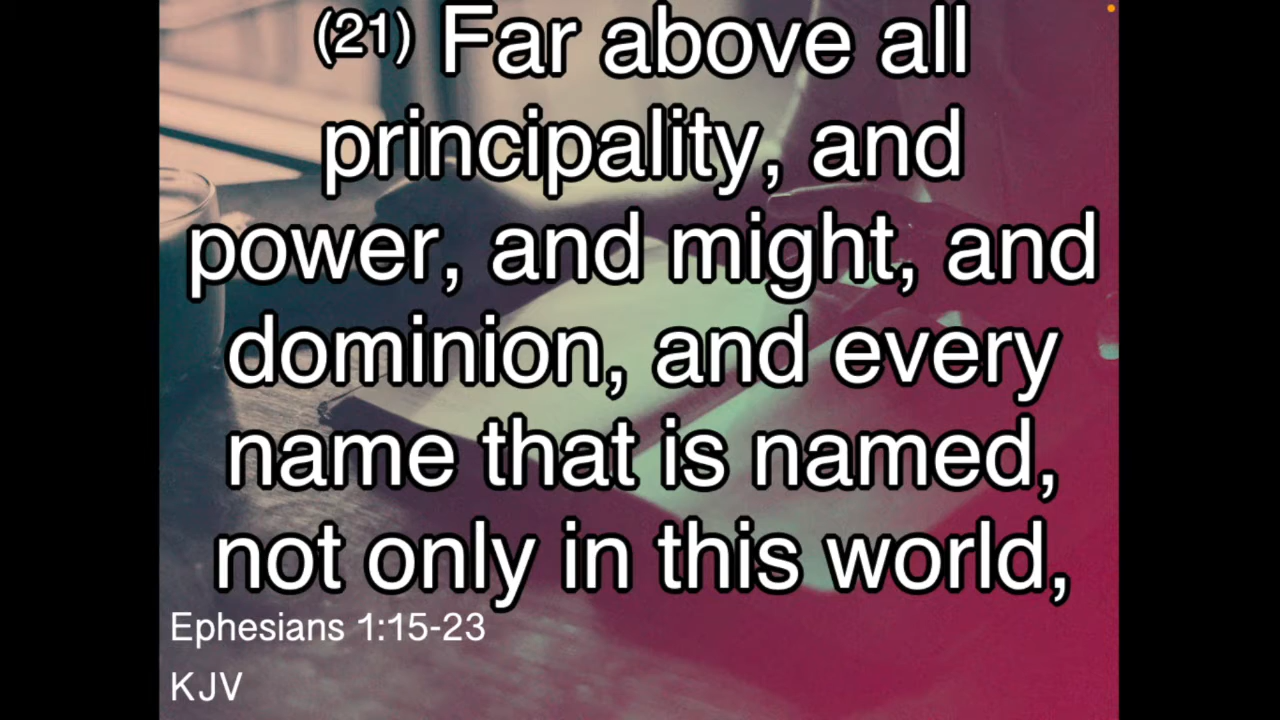 (21) Far above all
principality, and
power, and might, and
dominion, and every
name that is named,
not only in this world,
Ephesians 1:15-23
KJV